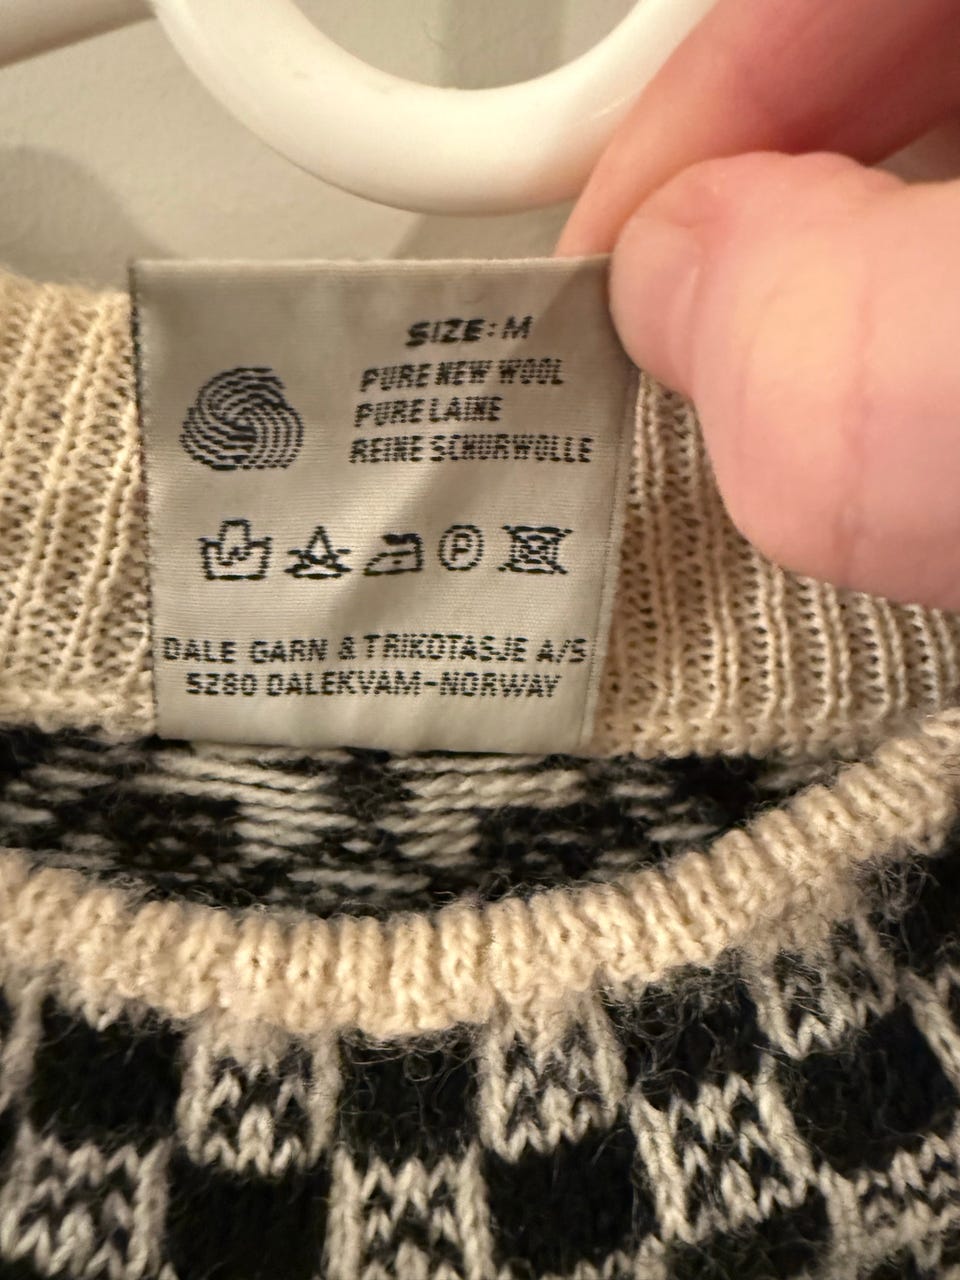 SIZE: M
PURE NEW WOOL
PURE LAINE
REINE SCHURWOLLE
P
DALE GARN & TRIKOTASJE A/S
5280 DALEKVAM-NORWAY